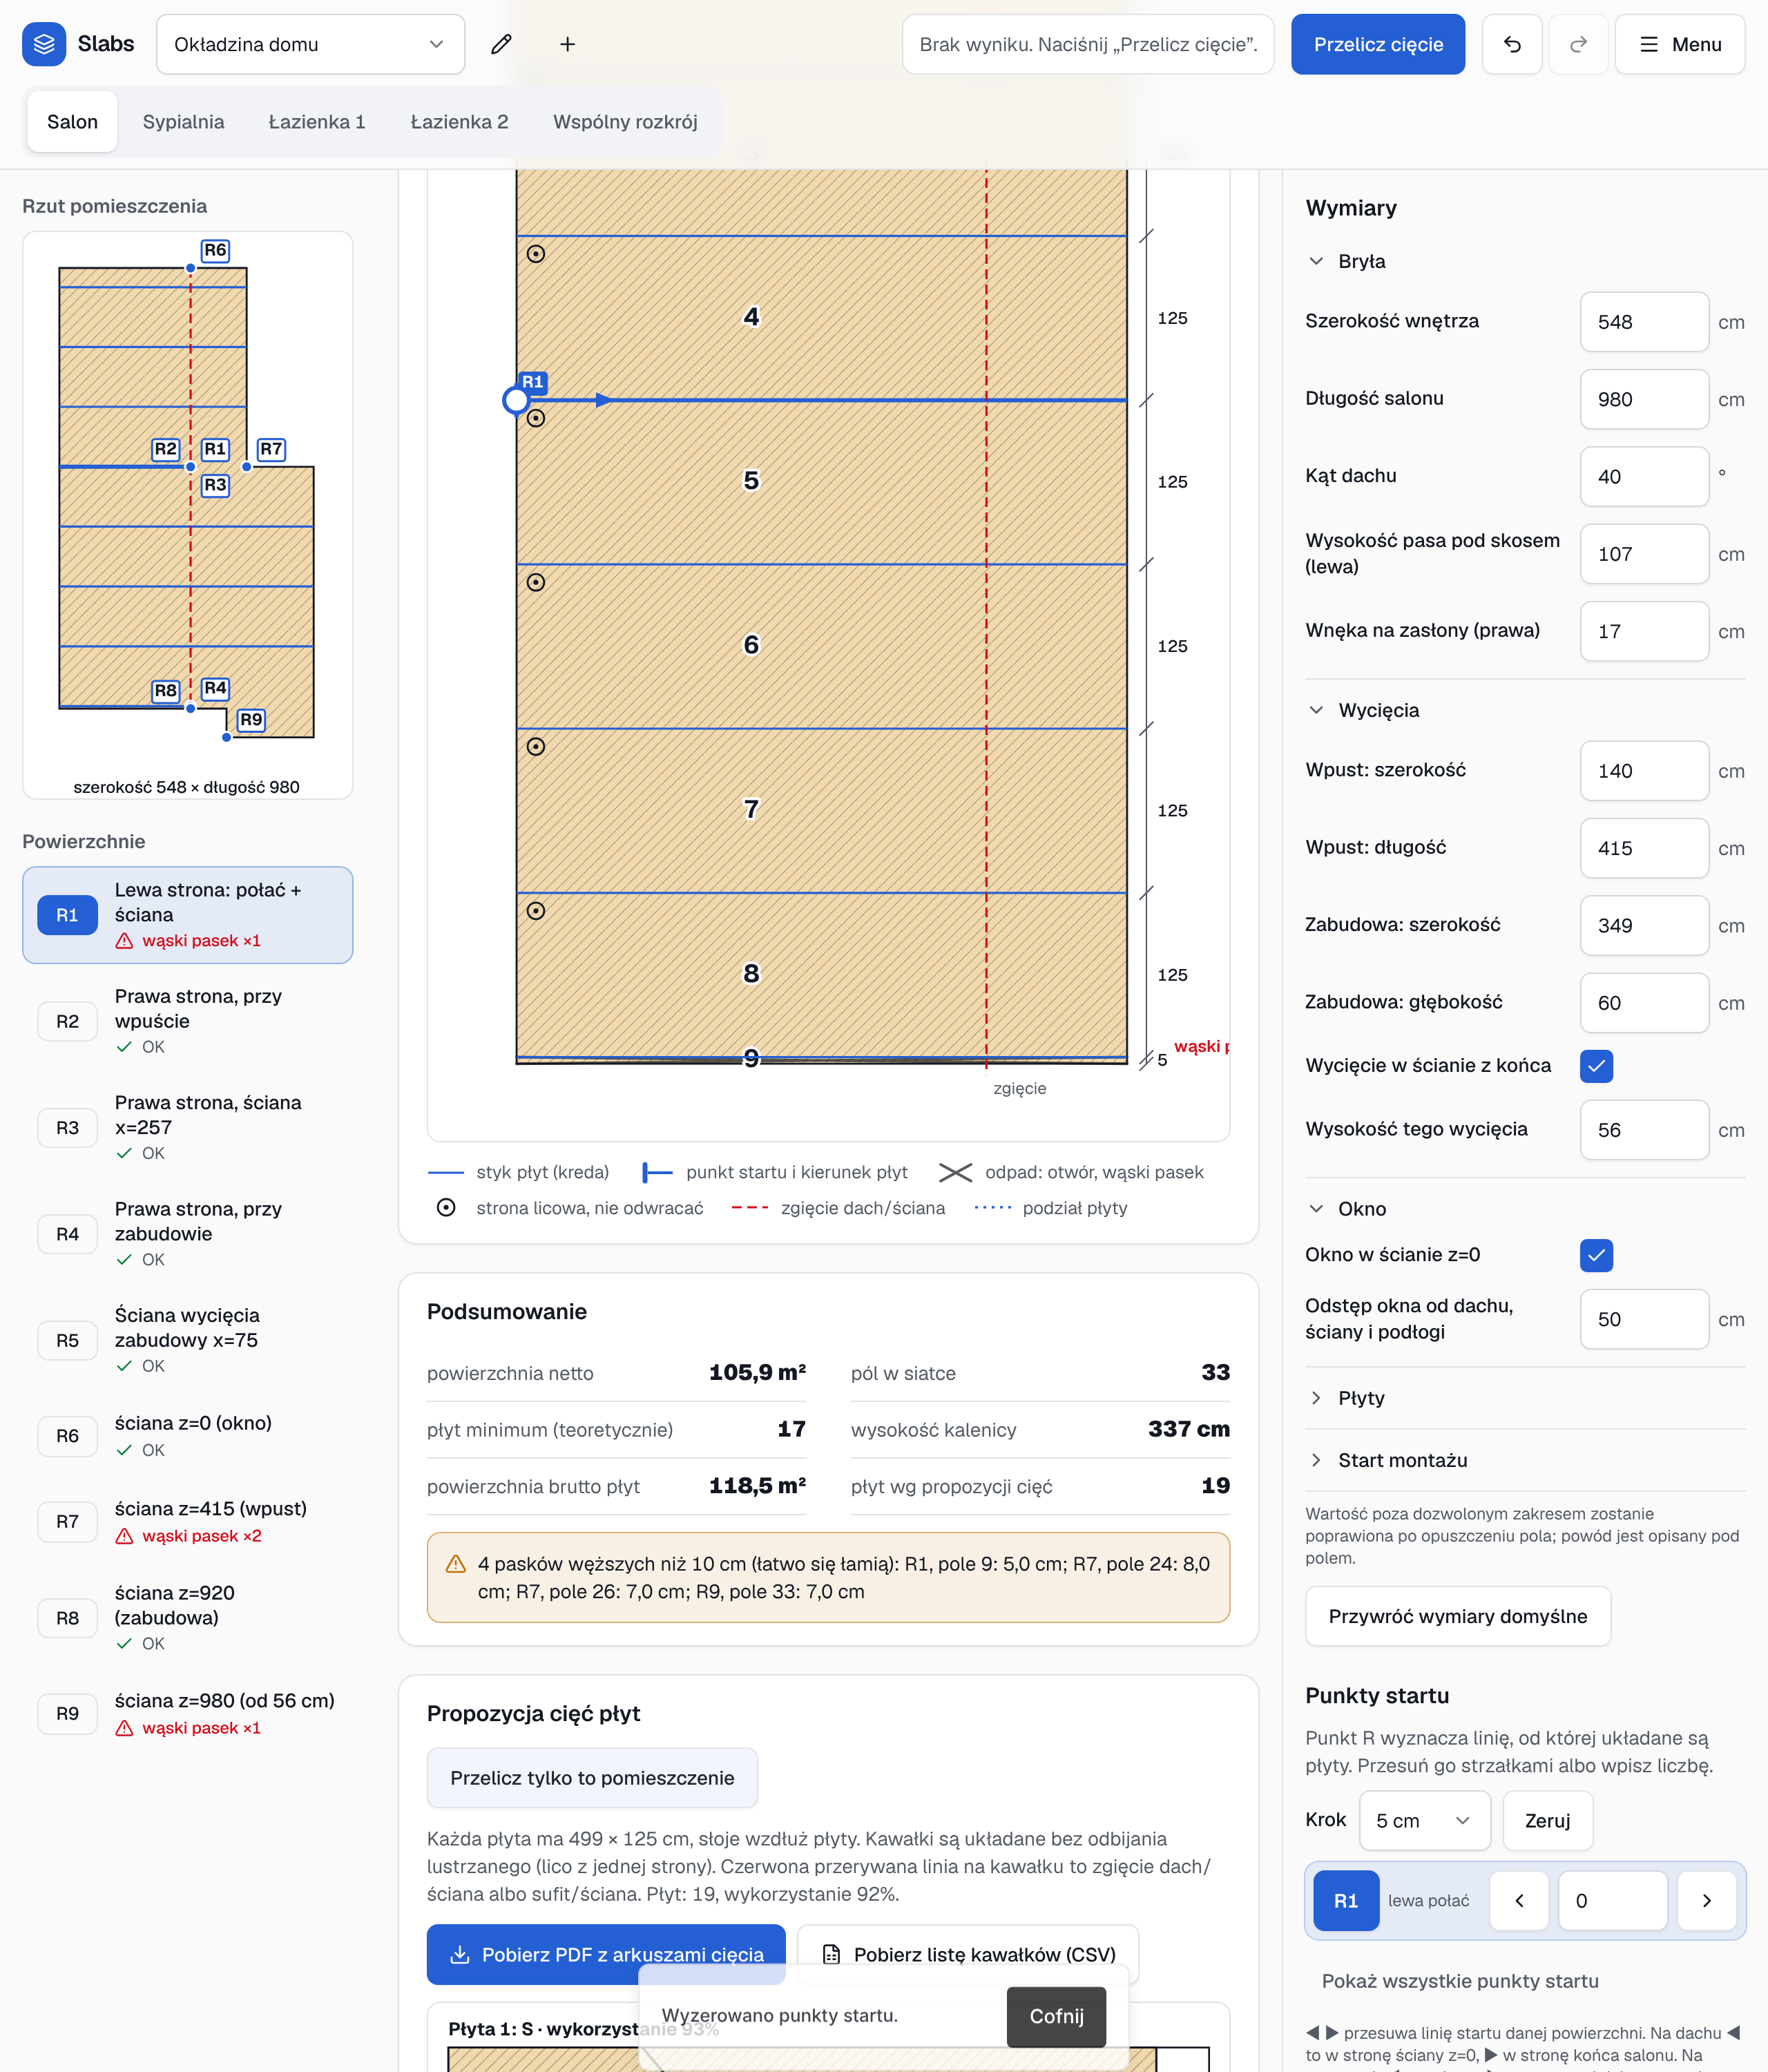 Slabs
Okładzina domu
Brak wyniku. Naciśnij „Przelicz cięcie”.
Przelicz cięcie
Menu
Salon
Sypialnia
Łazienka 1
Łazienka 2
Wspólny rozkrój
Rzut pomieszczenia
R6
R2
R1
R7
R3
R8
R4
R9
szerokość 548 × długość 980
Powierzchnie
R1
Lewa strona: połać +
ściana
wąski pasek ×1
R2
Prawa strona, przy
wpuście
OK
R3
Prawa strona, ściana
x=257
OK
R4
Prawa strona, przy
zabudowie
OK
R5
Ściana wycięcia
zabudowy x=75
OK
R6
ściana z=0 (okno)
OK
R7
ściana z=415 (wpust)
wąski pasek ×2
R8
ściana z=920
(zabudowa)
OK
R9
ściana z=980 (od 56 cm)
wąski pasek ×1
4
125
R1
5
125
6
125
7
125
8
125
9
5
wąski
zgięcie
styk płyt (kreda)
punkt startu i kierunek płyt
odpad: otwór, wąski pasek
strona licowa, nie odwracać
zgięcie dach/ściana
podział płyty
Podsumowanie
powierzchnia netto
105,9 m²
pól w siatce
33
płyt minimum (teoretycznie)
17
wysokość kalenicy
337 cm
powierzchnia brutto płyt
118,5 m²
płyt wg propozycji cięć
19
4 pasków węższych niż 10 cm (łatwo się łamią): R1, pole 9: 5,0 cm; R7, pole 24: 8,0
cm; R7, pole 26: 7,0 cm; R9, pole 33: 7,0 cm
Propozycja cięć płyt
Przelicz tylko to pomieszczenie
Każda płyta ma 499 × 125 cm, słoje wzdłuż płyty. Kawałki są układane bez odbijania
lustrzanego (lico z jednej strony). Czerwona przerywana linia na kawałku to zgięcie dach/
ściana albo sufit/ściana. Płyt: 19, wykorzystanie 92%.
Pobierz PDF z arkuszami cięcia
Pobierz listę kawałków (CSV)
Wyzerowano punkty startu.
Cofnij
Płyta 1: S · wykorzystanie 93%
Wymiary
Bryła
Szerokość wnętrza
548
cm
Długość salonu
980
cm
Kąt dachu
40
°
Wysokość pasa pod skosem
(lewa)
107
cm
Wnęka na zasłony (prawa)
17
cm
Wycięcia
Wpust: szerokość
140
cm
Wpust: długość
415
cm
Zabudowa: szerokość
349
cm
Zabudowa: głębokość
60
cm
Wycięcie w ścianie z końca
Wysokość tego wycięcia
56
cm
Okno
Okno w ścianie z=0
Odstęp okna od dachu,
ściany i podłogi
50
cm
Płyty
Start montażu
Wartość poza dozwolonym zakresem zostanie
poprawiona po opuszczeniu pola; powód jest opisany pod
polem.
Przywróć wymiary domyślne
Punkty startu
Punkt R wyznacza linię, od której układane są
płyty. Przesuń go strzałkami albo wpisz liczbę.
Krok
5 cm
Zeruj
R1
lewa połać
0
Pokaż wszystkie punkty startu
◀ ▶ przesuwa linię startu danej powierzchni. Na dachu ◀
to w stronę ściany z=0, ▶ w stronę końca salonu. Na